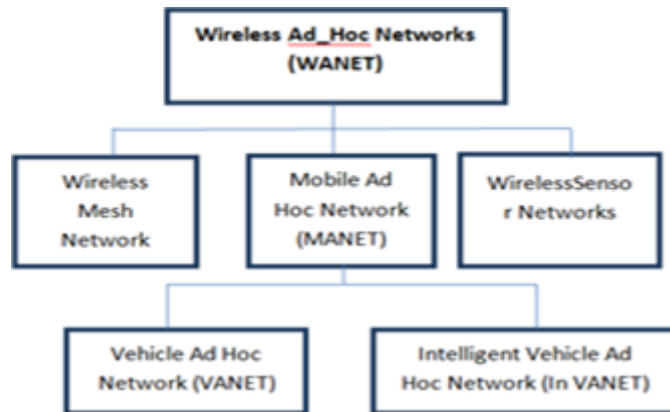 Wireless Ad_Hoc Networks
(WANET)
Wireless
Mesh
Network
Mobile Ad
Hoc Network
(MANET)
WirelessSenso
r Networks
Vehicle Ad Hoc
Network (VANET)
Intelligent Vehicle Ad
Hoc Network (In VANET)